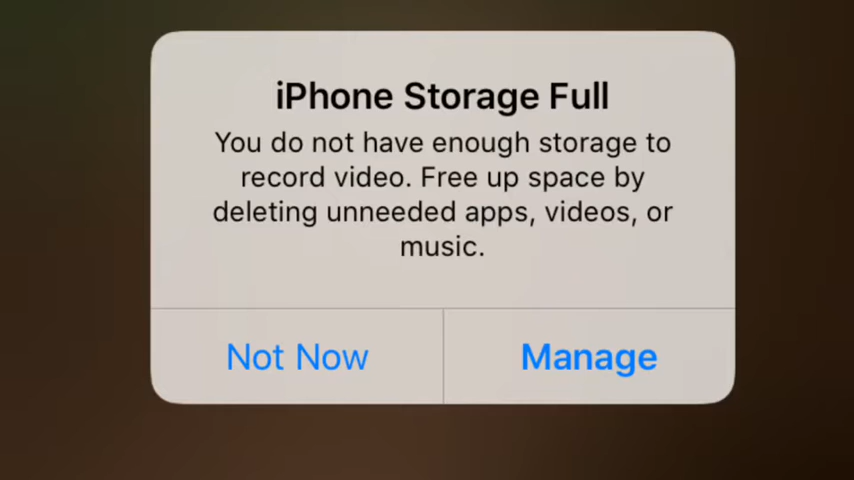 iPhone Storage Full
You do not have enough storage to
record video. Free up space by
deleting unneeded apps, videos, or
music.
Not Now
Manage